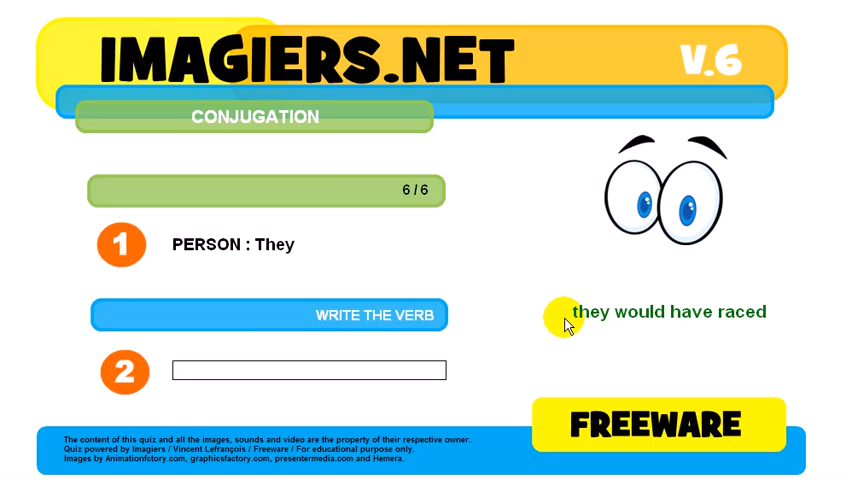 IMAGIERS.NET
V.6
CONJUGATION
6 / 6
1
PERSON : They
WRITE THE VERB
they would have raced
2
FREEWARE
The content of this quiz and all the images, sounds and video are the property of their respective owner.
Quiz powered by Imagiers / Vincent Lefrançois / Freeware / For educational purpose only.
Images by Animationfctory.com, graphicsfactory.com, presentermedia.com and Hemera.